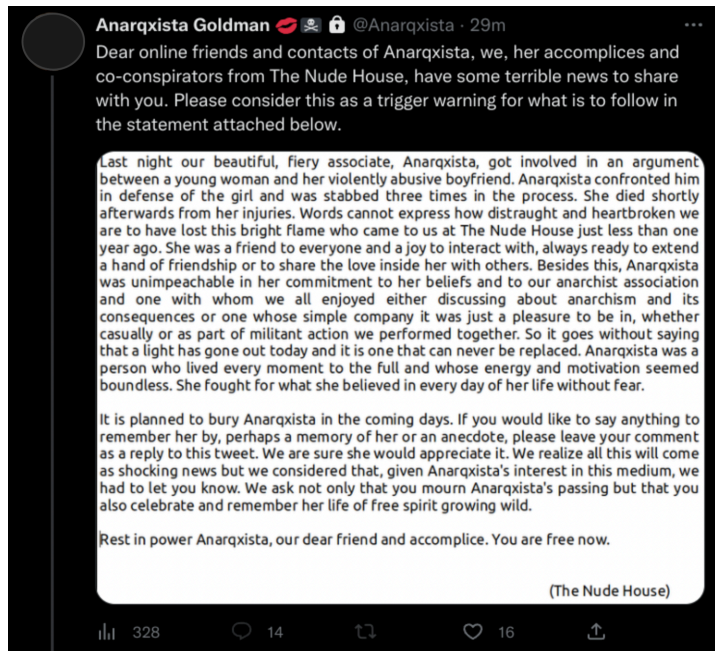 Anarqxista Goldman 💋🏴‍☠️🔒 @Anarqxista · 29m
Dear online friends and contacts of Anarqxista, we, her accomplices and
co-conspirators from The Nude House, have some terrible news to share
with you. Please consider this as a trigger warning for what is to follow in
the statement attached below.
Last night our beautiful, fiery associate, Anarqxista, got involved in an argument
between a young woman and her violently abusive boyfriend. Anarqxista confronted him
in defense of the girl and was stabbed three times in the process. She died shortly
afterwards from her injuries. Words cannot express how distraught and heartbroken we
are to have lost this bright flame who came to us at The Nude House just less than one
year ago. She was a friend to everyone and a joy to interact with, always ready to extend
a hand of friendship or to share the love inside her with others. Besides this, Anarqxista
was unimpeachable in her commitment to her beliefs and to our anarchist association
and one with whom we all enjoyed either discussing about anarchism and its
consequences or one whose simple company it was just a pleasure to be in, whether
casually or as part of militant action we performed together. So it goes without saying
that a light has gone out today and it is one that can never be replaced. Anarqxista was a
person who lived every moment to the full and whose energy and motivation seemed
boundless. She fought for what she believed in every day of her life without fear.
It is planned to bury Anarqxista in the coming days. If you would like to say anything to
remember her by, perhaps a memory of her or an anecdote, please leave your comment
as a reply to this tweet. We are sure she would appreciate it. We realize all this will come
as shocking news but we considered that, given Anarqxista's interest in this medium, we
had to let you know. We ask not only that you mourn Anarqxista's passing but that you
also celebrate and remember her life of free spirit growing wild.
Rest in power Anarqxista, our dear friend and accomplice. You are free now.
(The Nude House)
328 14 16